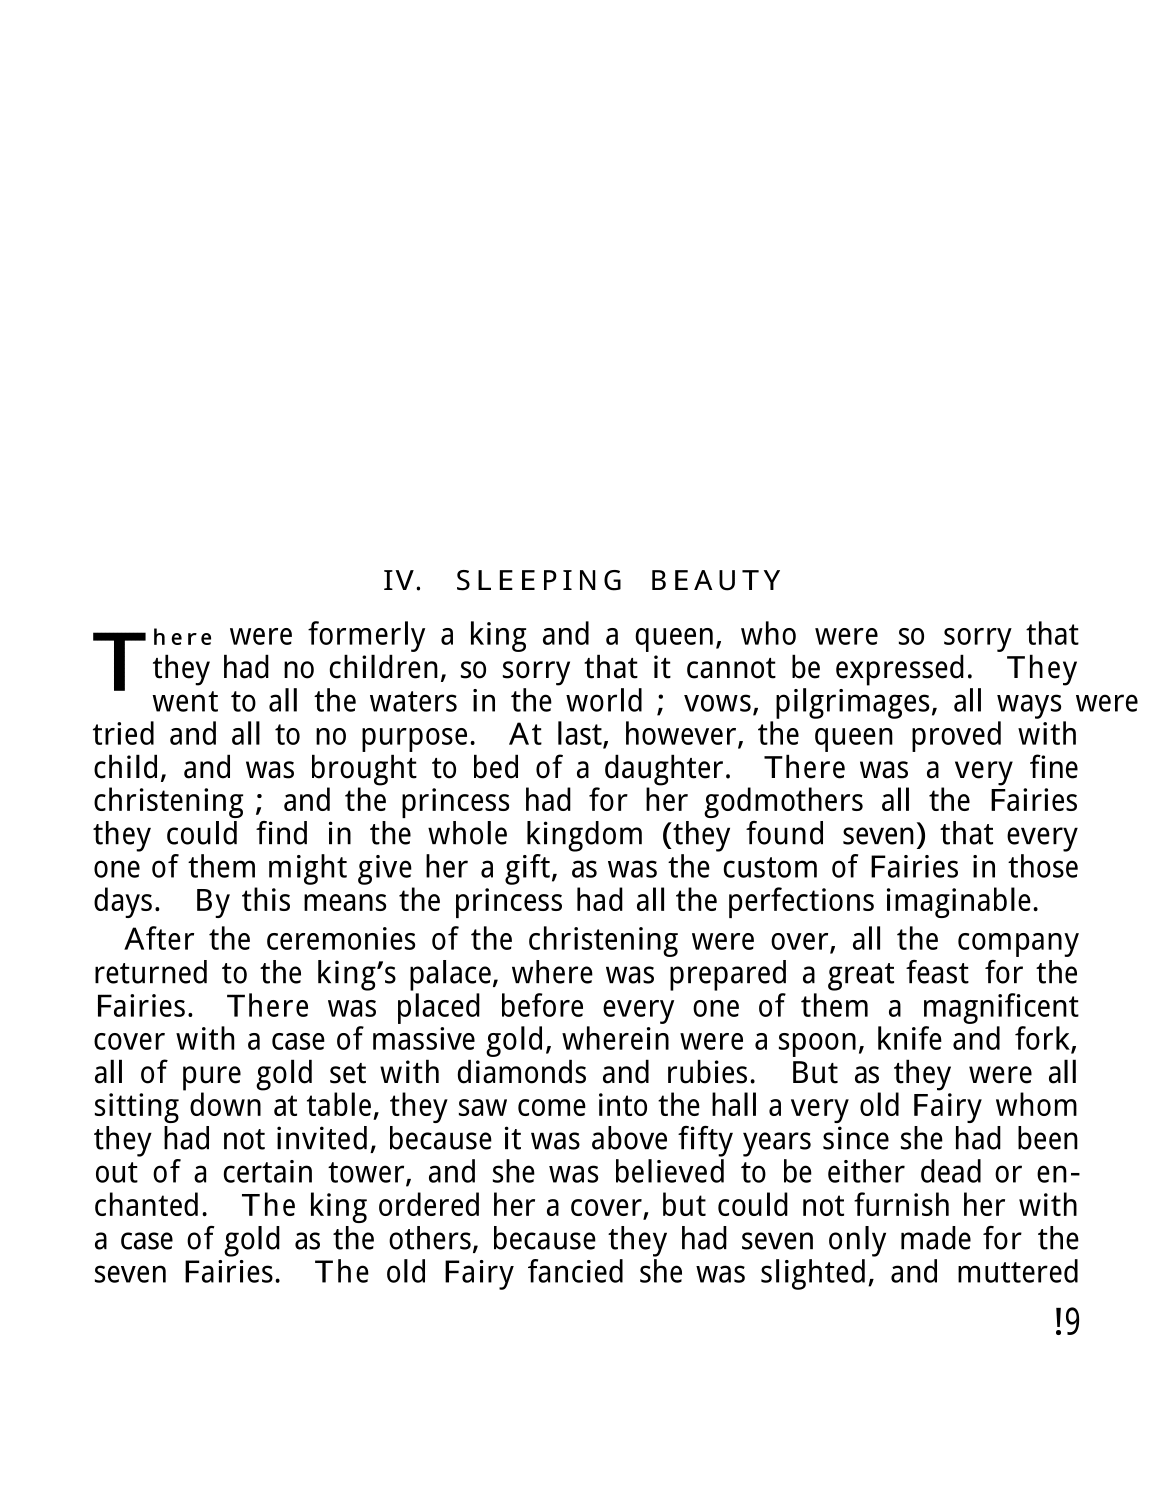 IV. SLEEPING BEAUTY
There were formerly a king and a queen, who were so sorry that
they had no children, so sorry that it cannot be expressed. They
went to all the waters in the world ; vows, pilgrimages, all ways were
tried and all to no purpose. At last, however, the queen proved with
child, and was brought to bed of a daughter. There was a very fine
christening ; and the princess had for her godmothers all the Fairies
they could find in the whole kingdom (they found seven) that every
one of them might give her a gift, as was the custom of Fairies in those
days. By this means the princess had all the perfections imaginable.
After the ceremonies of the christening were over, all the company
returned to the king's palace, where was prepared a great feast for the
Fairies. There was placed before every one of them a magnificent
cover with a case of massive gold, wherein were a spoon, knife and fork,
all of pure gold set with diamonds and rubies. But as they were all
sitting down at table, they saw come into the hall a very old Fairy whom
they had not invited, because it was above fifty years since she had been
out of a certain tower, and she was believed to be either dead or en-
chanted. The king ordered her a cover, but could not furnish her with
a case of gold as the others, because they had seven only made for the
seven Fairies. The old Fairy fancied she was slighted, and muttered
!9